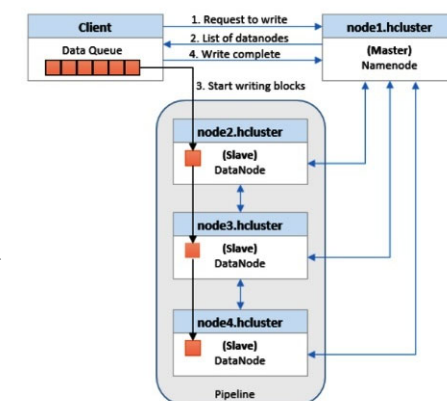 Client
Data Queue
1. Request to write
2. List of datanodes
4. Write complete
node1.hcluster
(Master)
Namenode
3. Start writing blocks
node2.hcluster
(Slave)
DataNode
node3.hcluster
(Slave)
DataNode
node4.hcluster
(Slave)
DataNode
Pipeline